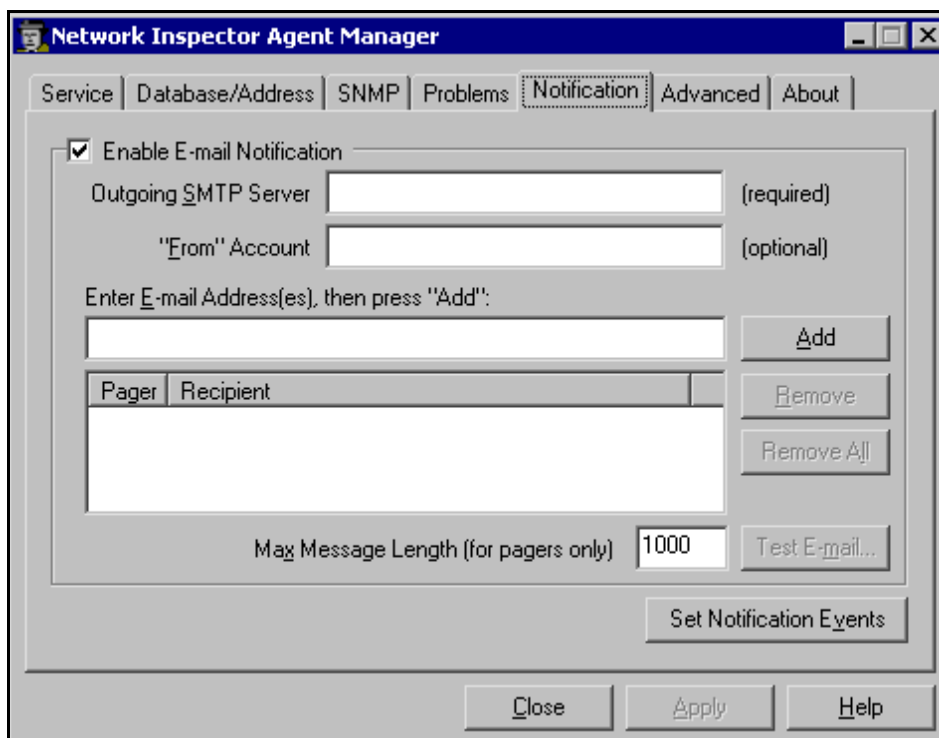 Network Inspector Agent Manager
Service Database/Address SNMP Problems Notification Advanced About
Enable E-mail Notification
Outgoing SMTP Server (required)
"From" Account (optional)
Enter E-mail Address(es), then press "Add":
Add
Pager Recipient
Remove
Remove All
Max Message Length (for pagers only) 1000 Test E-mail...
Set Notification Events
Close Apply Help